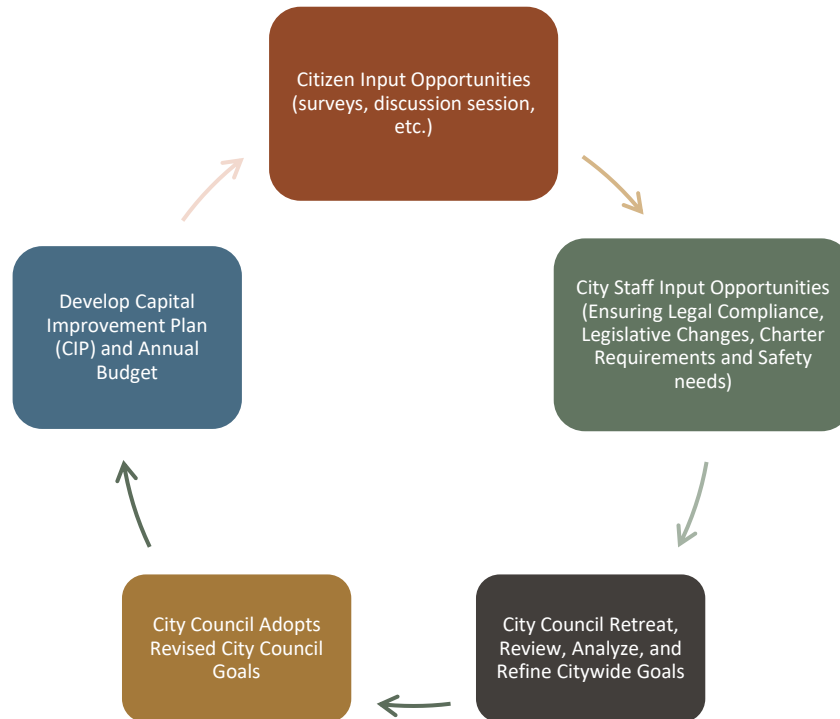 Citizen Input Opportunities
(surveys, discussion session,
etc.)
City Staff Input Opportunities
(Ensuring Legal Compliance,
Legislative Changes, Charter
Requirements and Safety
needs)
City Council Retreat,
Review, Analyze, and
Refine Citywide Goals
City Council Adopts
Revised City Council
Goals
Develop Capital
Improvement Plan
(CIP) and Annual
Budget